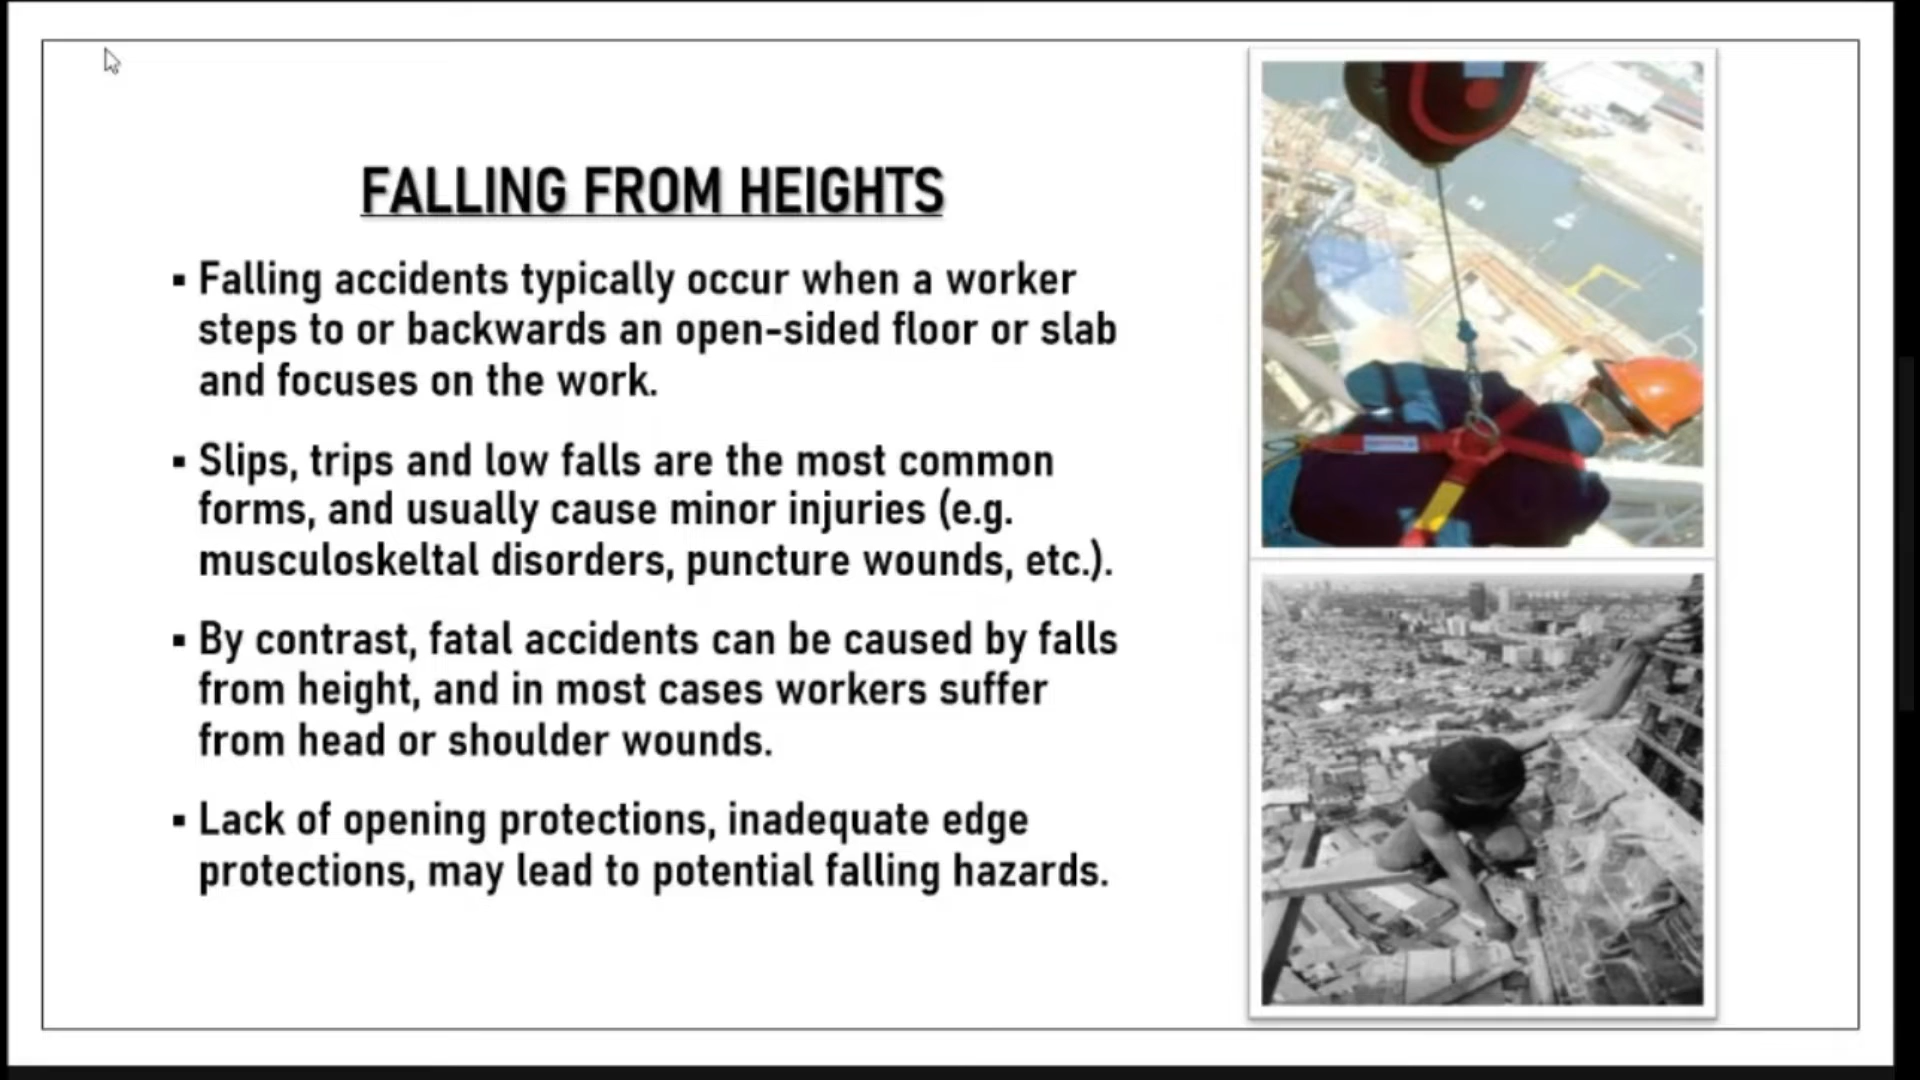 FALLING FROM HEIGHTS
▪ Falling accidents typically occur when a worker
steps to or backwards an open-sided floor or slab
and focuses on the work.
▪ Slips, trips and low falls are the most common
forms, and usually cause minor injuries (e.g.
musculoskeltal disorders, puncture wounds, etc.).
▪ By contrast, fatal accidents can be caused by falls
from height, and in most cases workers suffer
from head or shoulder wounds.
▪ Lack of opening protections, inadequate edge
protections, may lead to potential falling hazards.